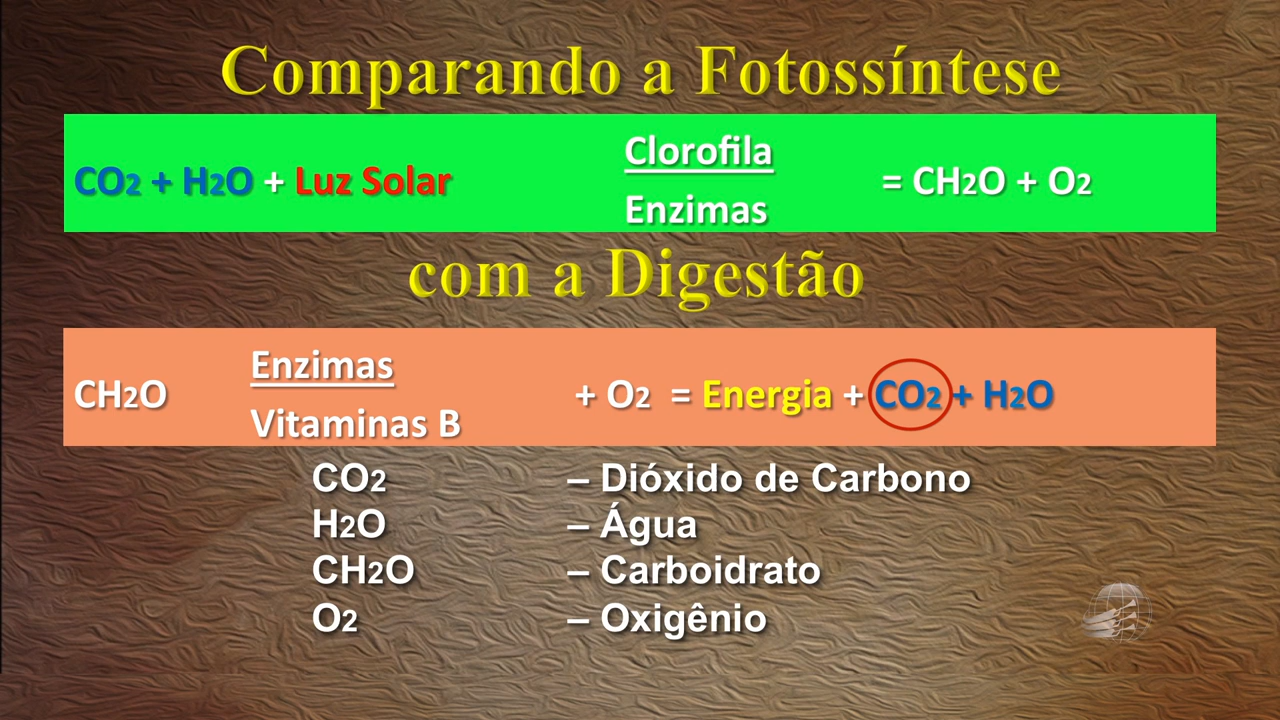 Comparando a Fotossíntese
CO2 + H2O + Luz Solar Clorofila = CH2O + O2
Enzimas
com a Digestão
CH2O Enzimas + O2 = Energia + CO2 + H2O
Vitaminas B
CO2 – Dióxido de Carbono
H2O – Água
CH2O – Carboidrato
O2 – Oxigênio